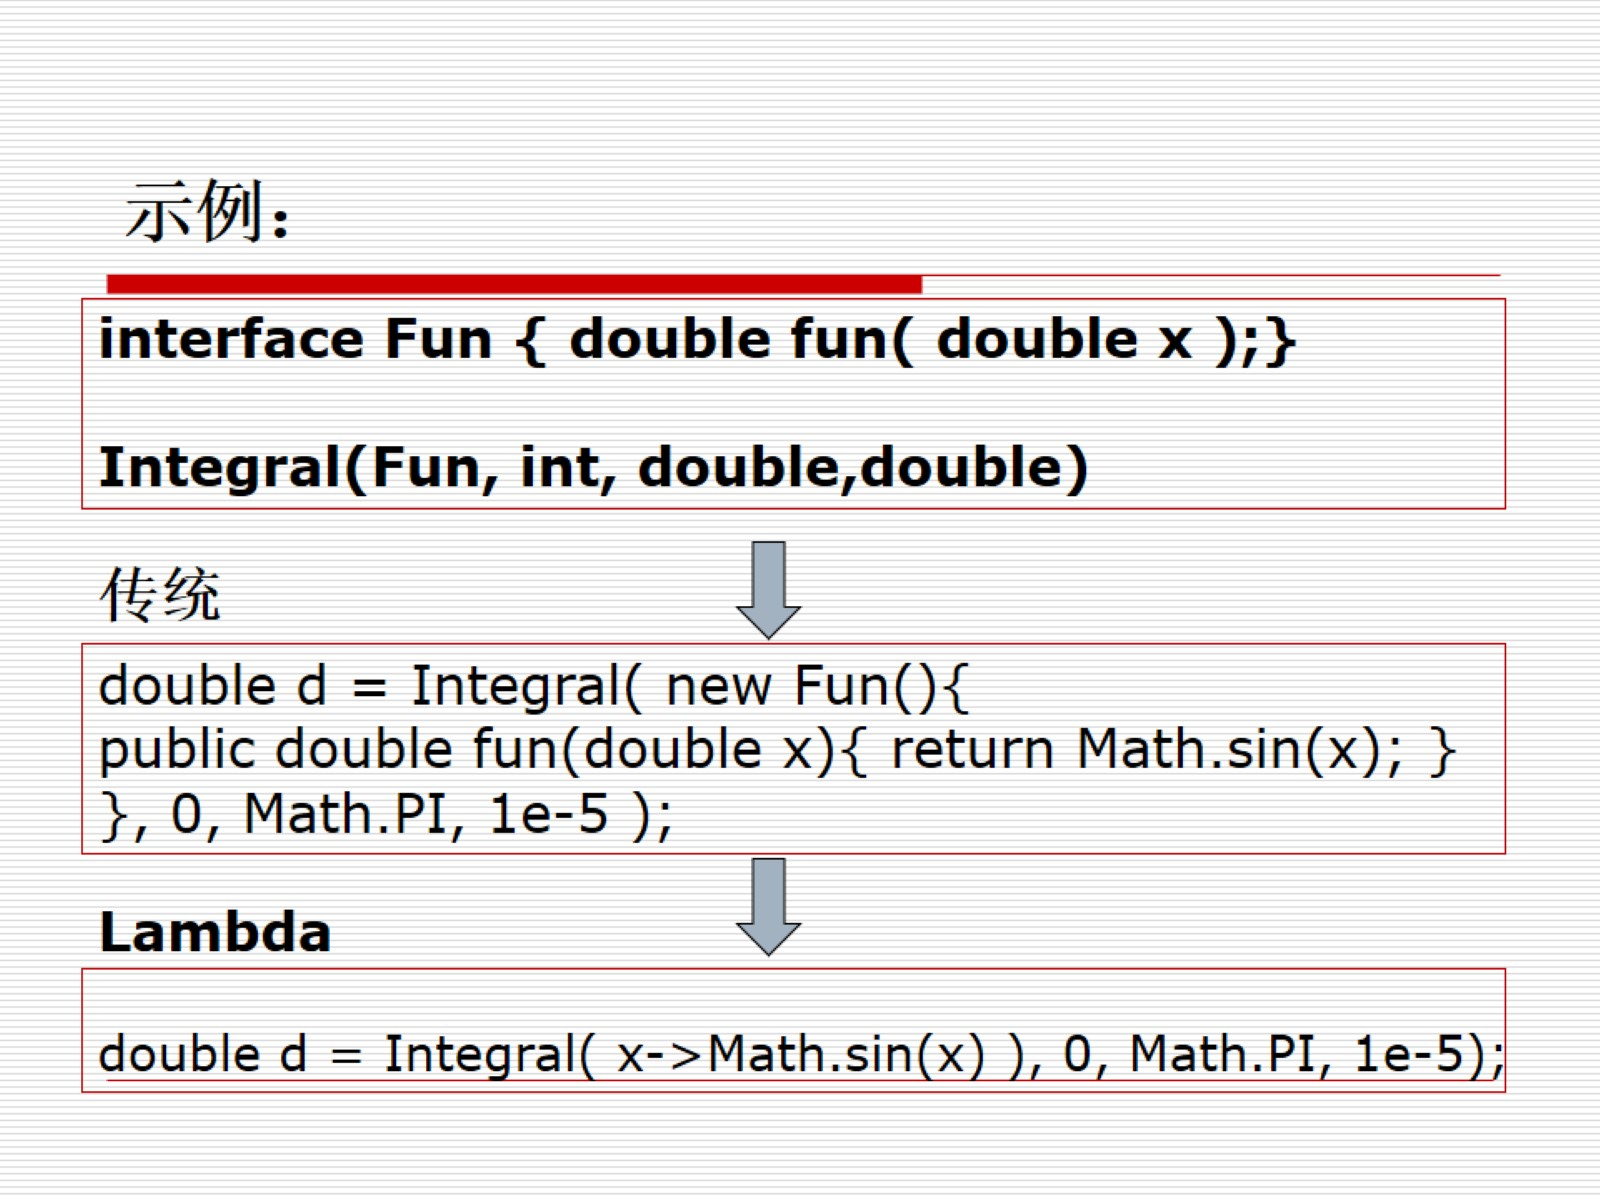 示例：
interface Fun { double fun( double x );}
Integral(Fun, int, double,double)
传统
double d = Integral( new Fun(){
public double fun(double x){ return Math.sin(x); }
}, 0, Math.PI, 1e-5 );
Lambda
double d = Integral( x->Math.sin(x) ), 0, Math.PI, 1e-5);